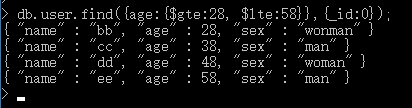 > db.user.find({age:{$gte:28, $lte:58}},{_id:0});
{ "name" : "bb", "age" : 28, "sex" : "wonman" }
{ "name" : "cc", "age" : 38, "sex" : "man" }
{ "name" : "dd", "age" : 48, "sex" : "woman" }
{ "name" : "ee", "age" : 58, "sex" : "man" }
>